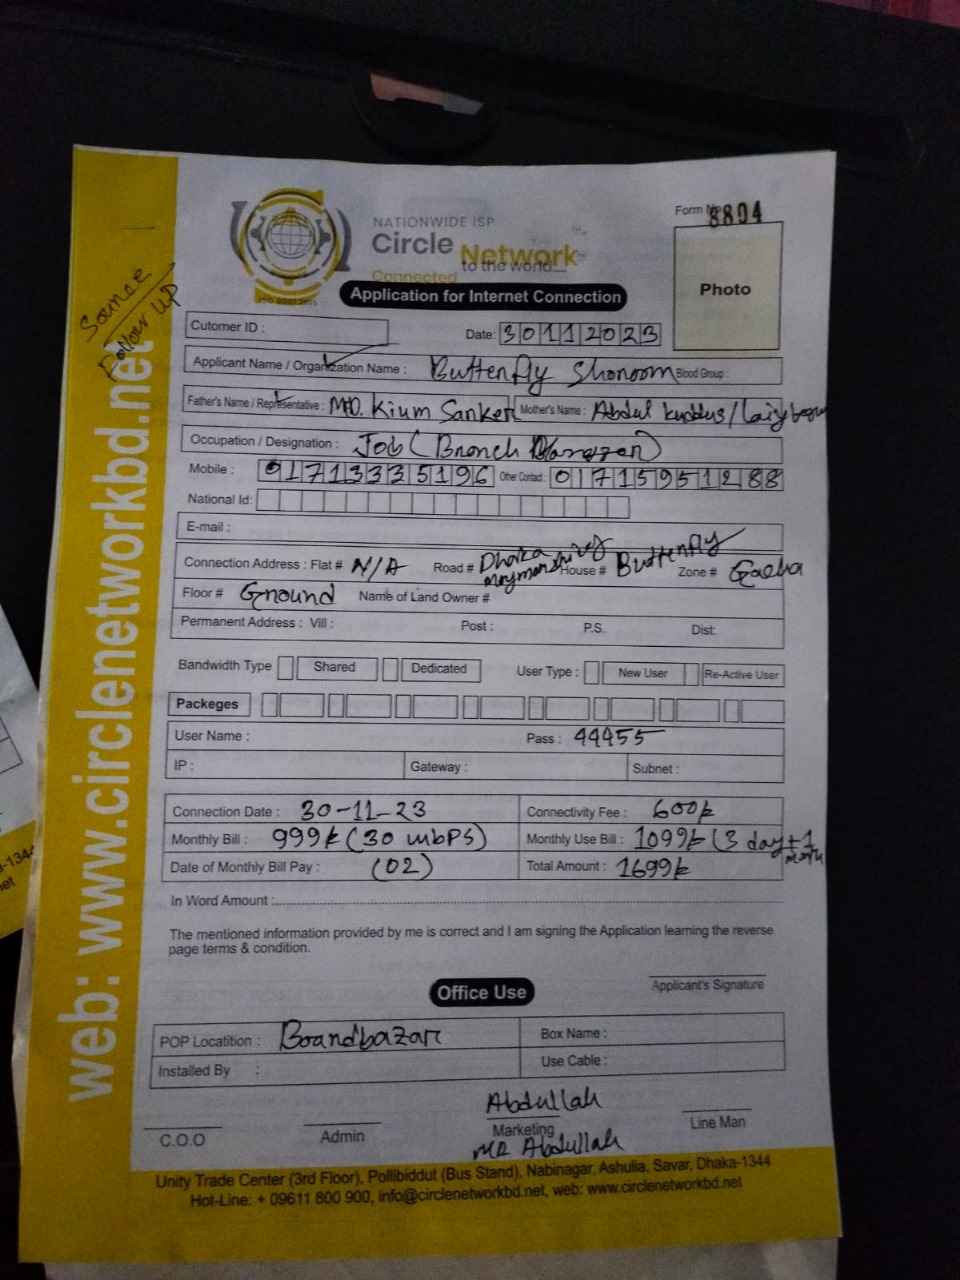 Form No 8804
NATIONWIDE ISP
Circle Network
Connected to the world...
Application for Internet Connection
Photo
Source
Follow UP
Cutomer ID :
Date: 30112023
Applicant Name / Organization Name : Butterfly Shoroom Blood Group :
Father's Name / Representative : MD. Kium Sanker Mother's Name : Abdul kuddus/Laiy begum
Occupation / Designation : Job (Branch Manager)
Mobile : 01713335196 Other Contact : 01715951288
National Id:
E-mail :
Connection Address : Flat # N/A Road # Dhaka Maymanshing House # Butterfly Zone # Gacha
Floor # Ground Name of Land Owner #
Permanent Address : Vill : Post : P.S. Dist:
Bandwidth Type Shared Dedicated User Type : New User Re-Active User
Packeges
User Name : Pass : 44455
IP : Gateway : Subnet :
Connection Date : 30-11-23 Connectivity Fee : 600/-
Monthly Bill : 999/- (30 mbPS) Monthly Use Bill : 1099/- (3 day + 1 month
Date of Monthly Bill Pay : (02) Total Amount : 1699/-
In Word Amount :
The mentioned information provided by me is correct and I am signing the Application learning the reverse
page terms & condition.
Applicant's Signature
Office Use
POP Locatition : Boardbazar Box Name :
Installed By : Use Cable :
Abdullah
C.O.O Admin Marketing Line Man
MD Abdullah
Unity Trade Center (3rd Floor), Pollibiddut (Bus Stand), Nabinagar, Ashulia, Savar, Dhaka-1344
Hot-Line: + 09611 800 900, info@circlenetworkbd.net, web: www.circlenetworkbd.net
web: www.circlenetworkbd.net